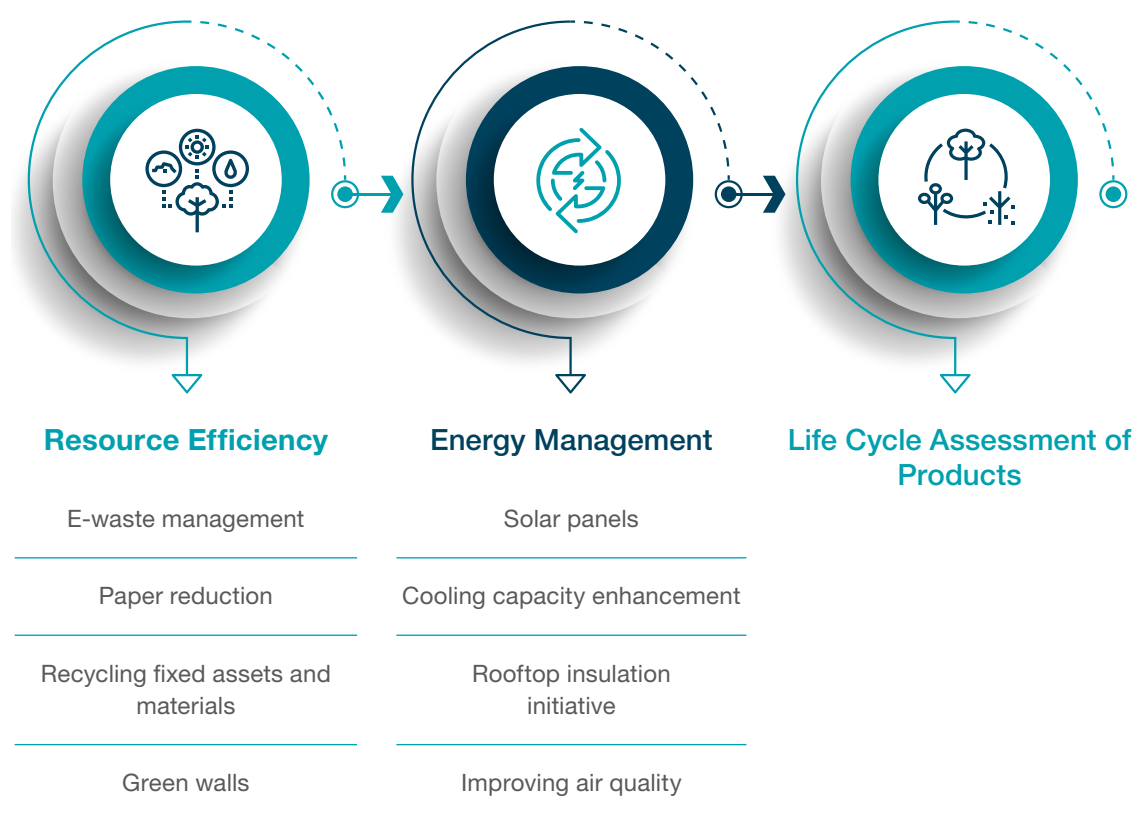 Resource Efficiency
E-waste management
Paper reduction
Recycling fixed assets and
materials
Green walls
Energy Management
Solar panels
Cooling capacity enhancement
Rooftop insulation
initiative
Improving air quality
Life Cycle Assessment of
Products